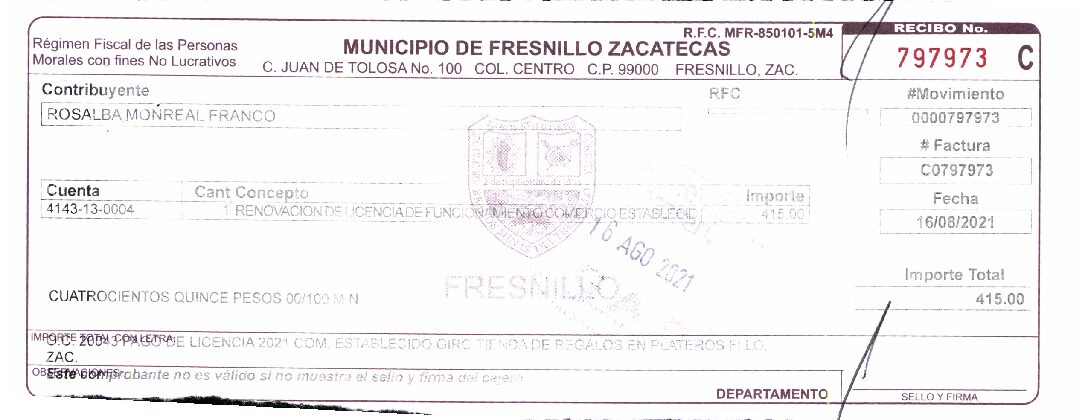 Régimen Fiscal de las Personas
Morales con fines No Lucrativos
R.F.C. MFR-850101-5M4
MUNICIPIO DE FRESNILLO ZACATECAS
C. JUAN DE TOLOSA No. 100 COL. CENTRO C.P. 99000 FRESNILLO, ZAC.
RECIBO No.
797973 C
Contribuyente
RFC
ROSALBA MONREAL FRANCO
#Movimiento
0000797973
# Factura
C0797973
Cuenta Cant Concepto Importe
4143-13-0004 1 RENOVACION DE LICENCIA DE FUNCIONAMIENTO COMERCIO ESTABLECID 415.00
Fecha
16/08/2021
16 AGO 2021
FRESNILLO
Importe Total
415.00
CUATROCIENTOS QUINCE PESOS 00/100 M.N.
IMPORTE TOTAL CON LETRA:
PAGO DE LICENCIA 2021 COM. ESTABLECIDO GIRO TIENDA DE REGALOS EN PLATEROS FLLO.
ZAC.
OBSERVACIONES:
Este comprobante no es válido si no muestra el sello y firma del cajero
DEPARTAMENTO
SELLO Y FIRMA